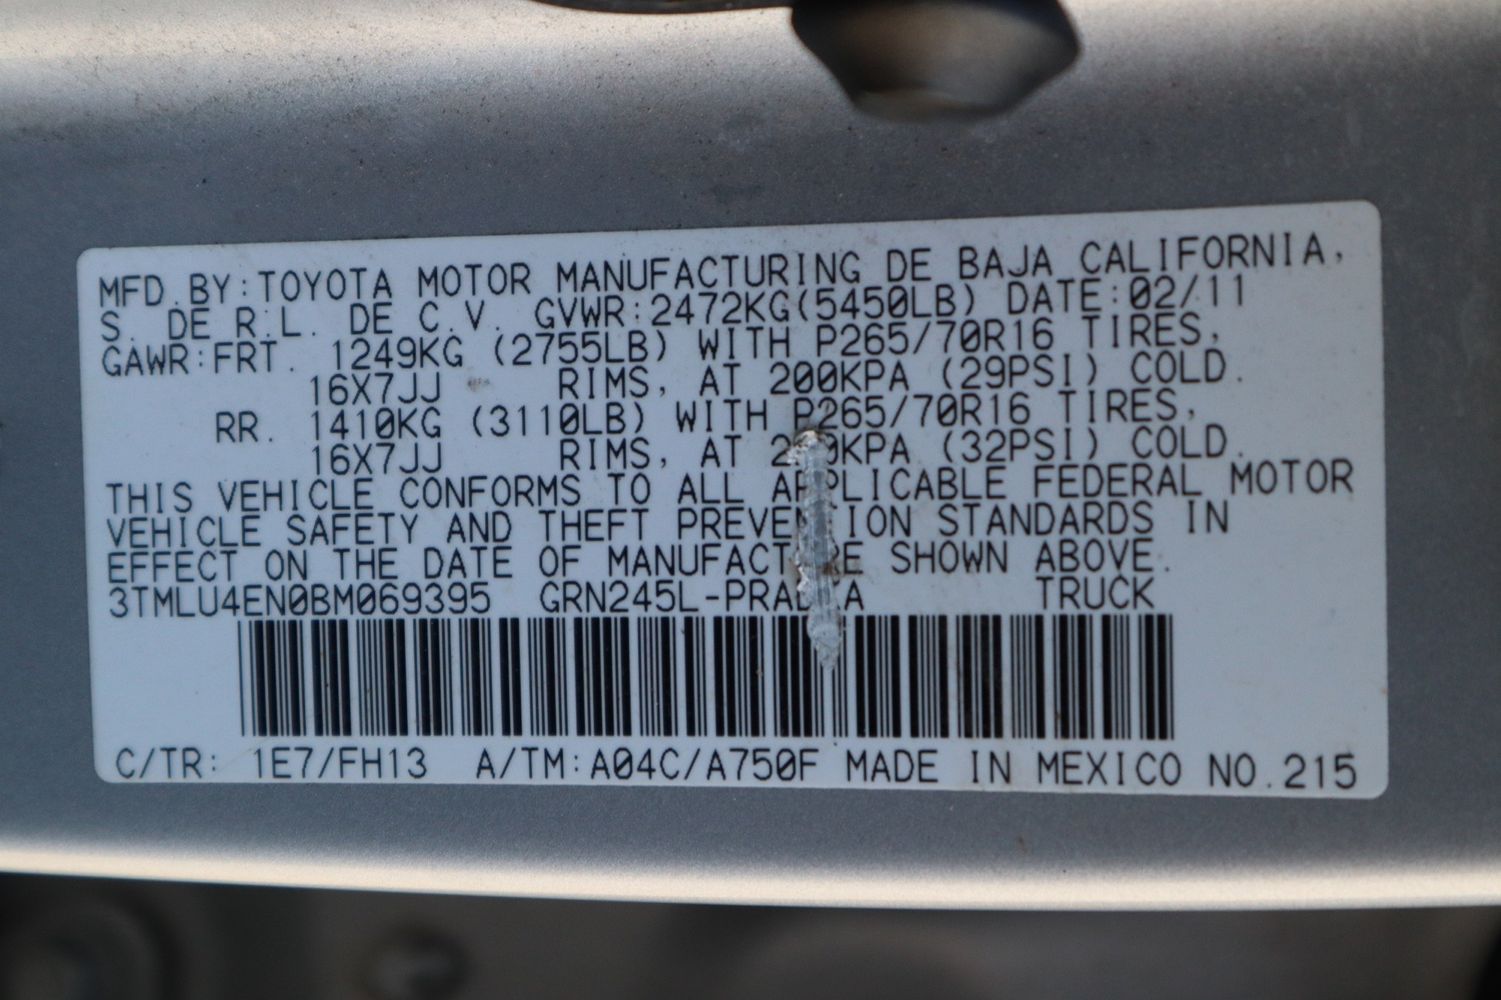 MFD.BY:TOYOTA MOTOR MANUFACTURING DE BAJA CALIFORNIA,
S. DE R.L. DE C.V. GVWR:2472KG(5450LB) DATE:02/11
GAWR:FRT. 1249KG (2755LB) WITH P265/70R16 TIRES,
16X7JJ RIMS, AT 200KPA (29PSI) COLD.
RR. 1410KG (3110LB) WITH P265/70R16 TIRES,
16X7JJ RIMS, AT (32PSI) COLD.
THIS VEHICLE CONFORMS TO ALL APPLICABLE FEDERAL MOTOR
VEHICLE SAFETY AND THEFT PREVENTION STANDARDS IN
EFFECT ON THE DATE OF MANUFACTURE SHOWN ABOVE.
3TMLU4EN0BM069395 TRUCK
C/TR: 1E7/FH13 A/TM:A04C/A750F MADE IN MEXICO NO.215